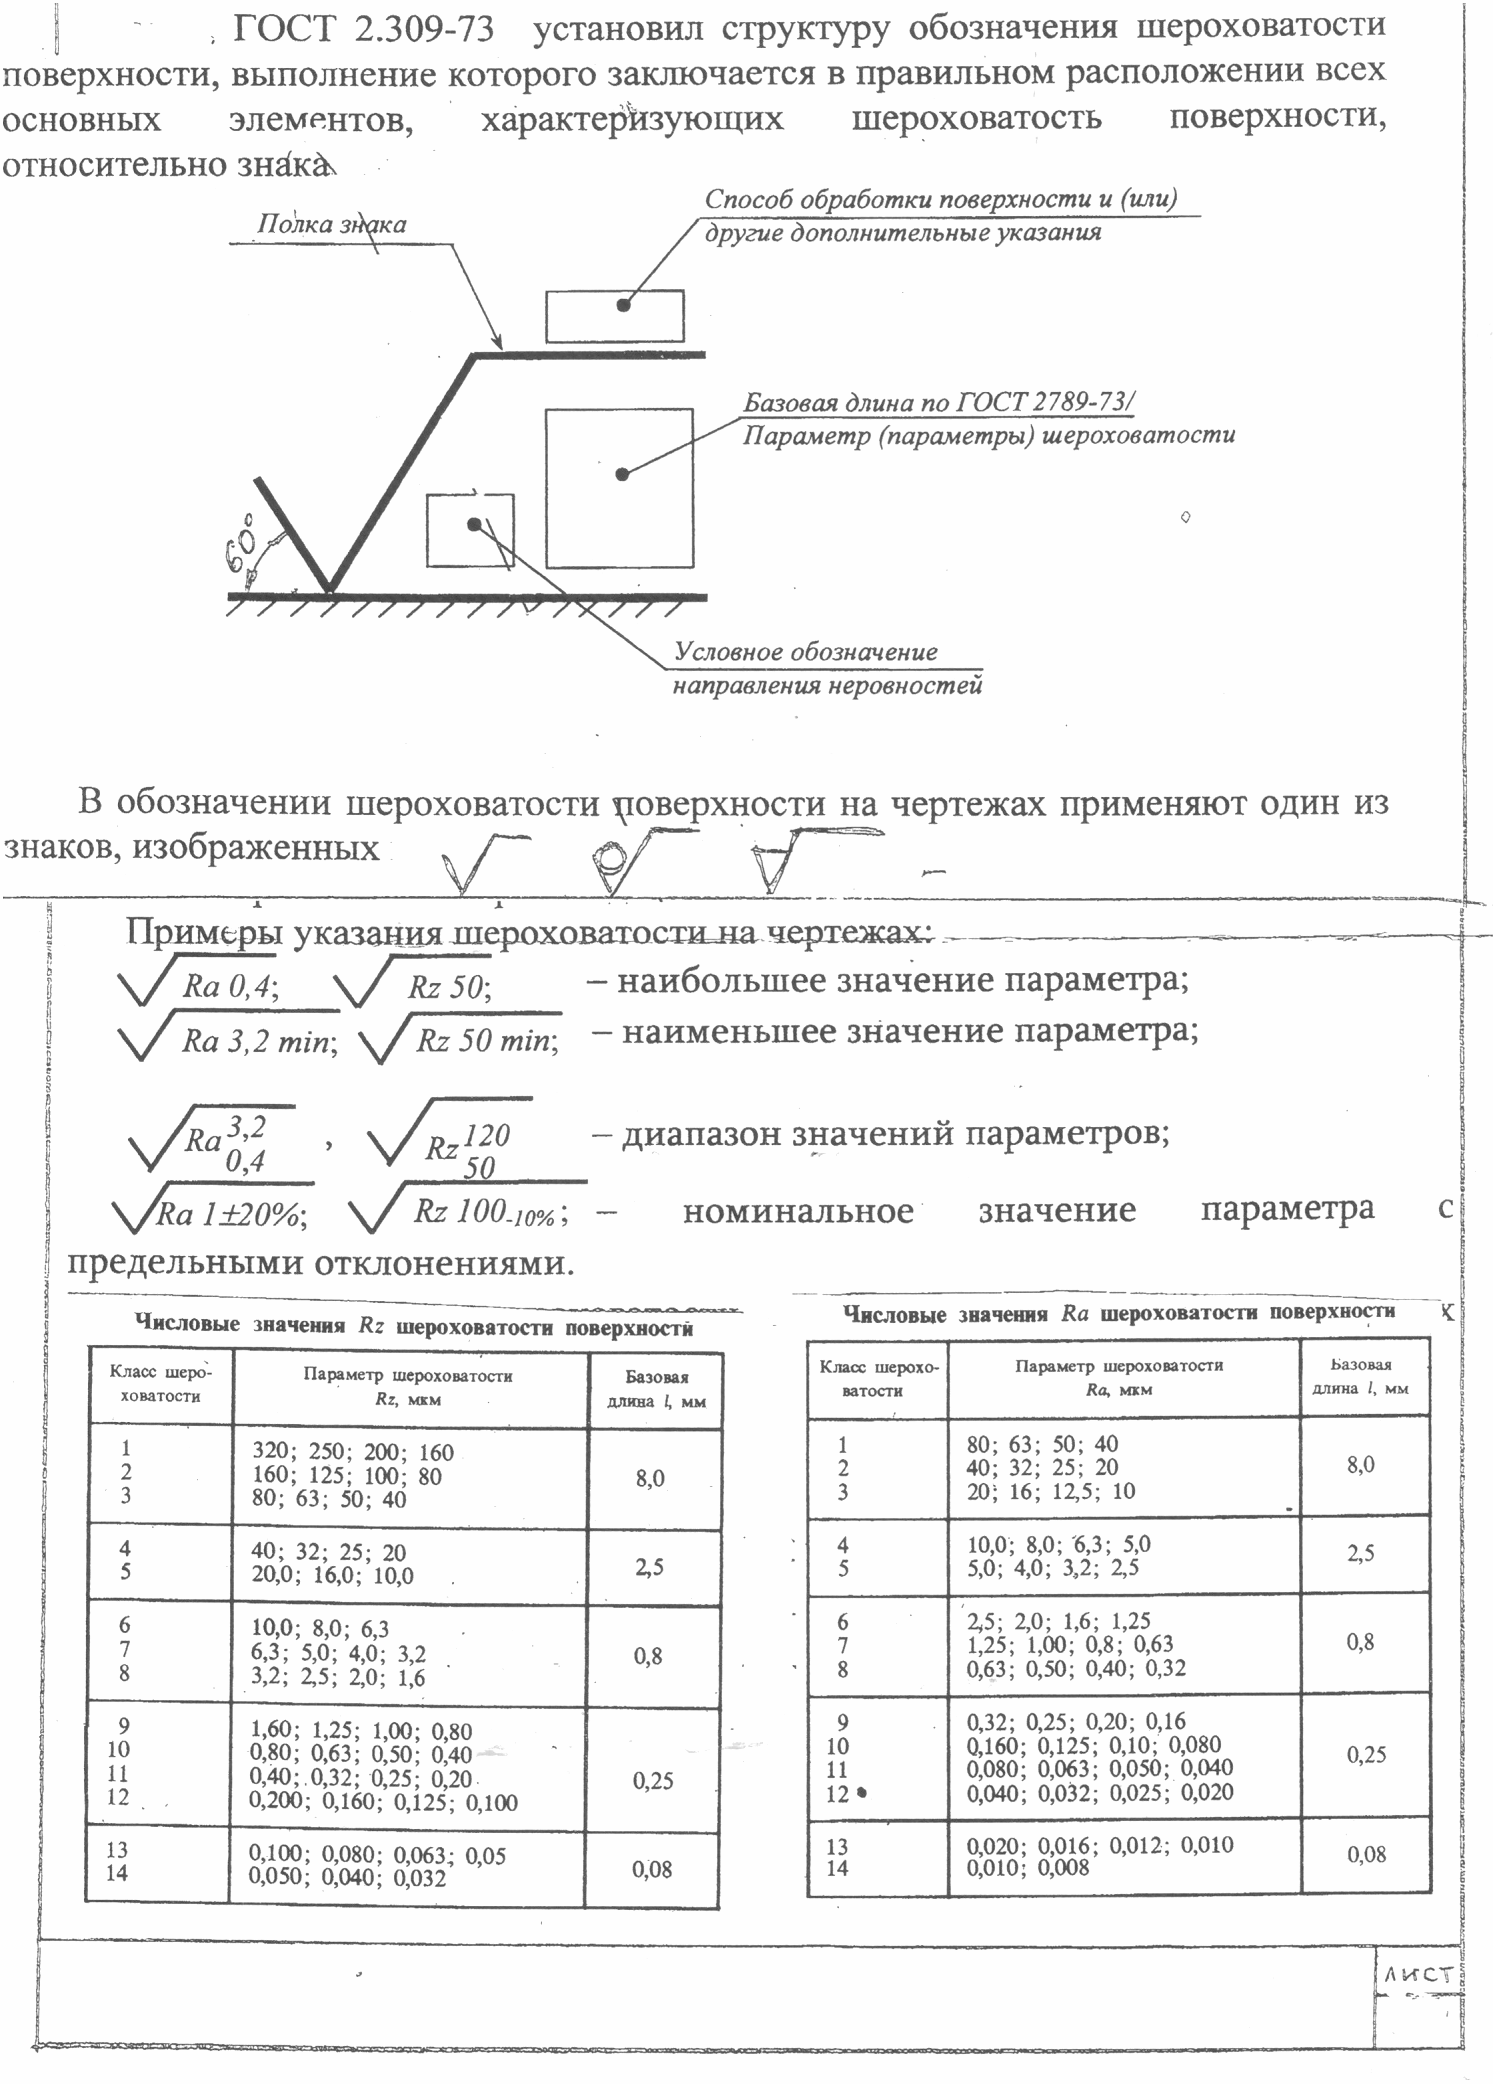 ГОСТ 2.309-73 установил структуру обозначения шероховатости
поверхности, выполнение которого заключается в правильном расположении всех
основных элементов, характеризующих шероховатость поверхности,
относительно знака
Полка знака
Способ обработки поверхности и (или)
другие дополнительные указания
Базовая длина по ГОСТ 2789-73/
Параметр (параметры) шероховатости
60°
Условное обозначение
направления неровностей
В обозначении шероховатости поверхности на чертежах применяют один из
знаков, изображенных
Примеры указания шероховатости на чертежах:
Ra 0,4; Rz 50; – наибольшее значение параметра;
Ra 3,2 min; Rz 50 min; – наименьшее значение параметра;
Ra 3,2 0,4 , Rz 120 50 – диапазон значений параметров;
Ra 1±20%; Rz 100-10%; – номинальное значение параметра с
предельными отклонениями.
Числовые значения Rz шероховатости поверхности
Класс шеро-
ховатости
Параметр шероховатости
Rz, мкм
Базовая
длина l, мм
1 320; 250; 200; 160
2 160; 125; 100; 80 8,0
3 80; 63; 50; 40
4 40; 32; 25; 20
5 20,0; 16,0; 10,0 2,5
6 10,0; 8,0; 6,3
7 6,3; 5,0; 4,0; 3,2 0,8
8 3,2; 2,5; 2,0; 1,6
9 1,60; 1,25; 1,00; 0,80
10 0,80; 0,63; 0,50; 0,40
11 0,40; 0,32; 0,25; 0,20 0,25
12 0,200; 0,160; 0,125; 0,100
13 0,100; 0,080; 0,063; 0,05
14 0,050; 0,040; 0,032 0,08
Числовые значения Ra шероховатости поверхности
Класс шерохо-
ватости
Параметр шероховатости
Ra, мкм
Базовая
длина l, мм
1 80; 63; 50; 40
2 40; 32; 25; 20 8,0
3 20; 16; 12,5; 10
4 10,0; 8,0; 6,3; 5,0
5 5,0; 4,0; 3,2; 2,5 2,5
6 2,5; 2,0; 1,6; 1,25
7 1,25; 1,00; 0,8; 0,63 0,8
8 0,63; 0,50; 0,40; 0,32
9 0,32; 0,25; 0,20; 0,16
10 0,160; 0,125; 0,10; 0,080
11 0,080; 0,063; 0,050; 0,040 0,25
12 0,040; 0,032; 0,025; 0,020
13 0,020; 0,016; 0,012; 0,010
14 0,010; 0,008 0,08
ЛИСТ